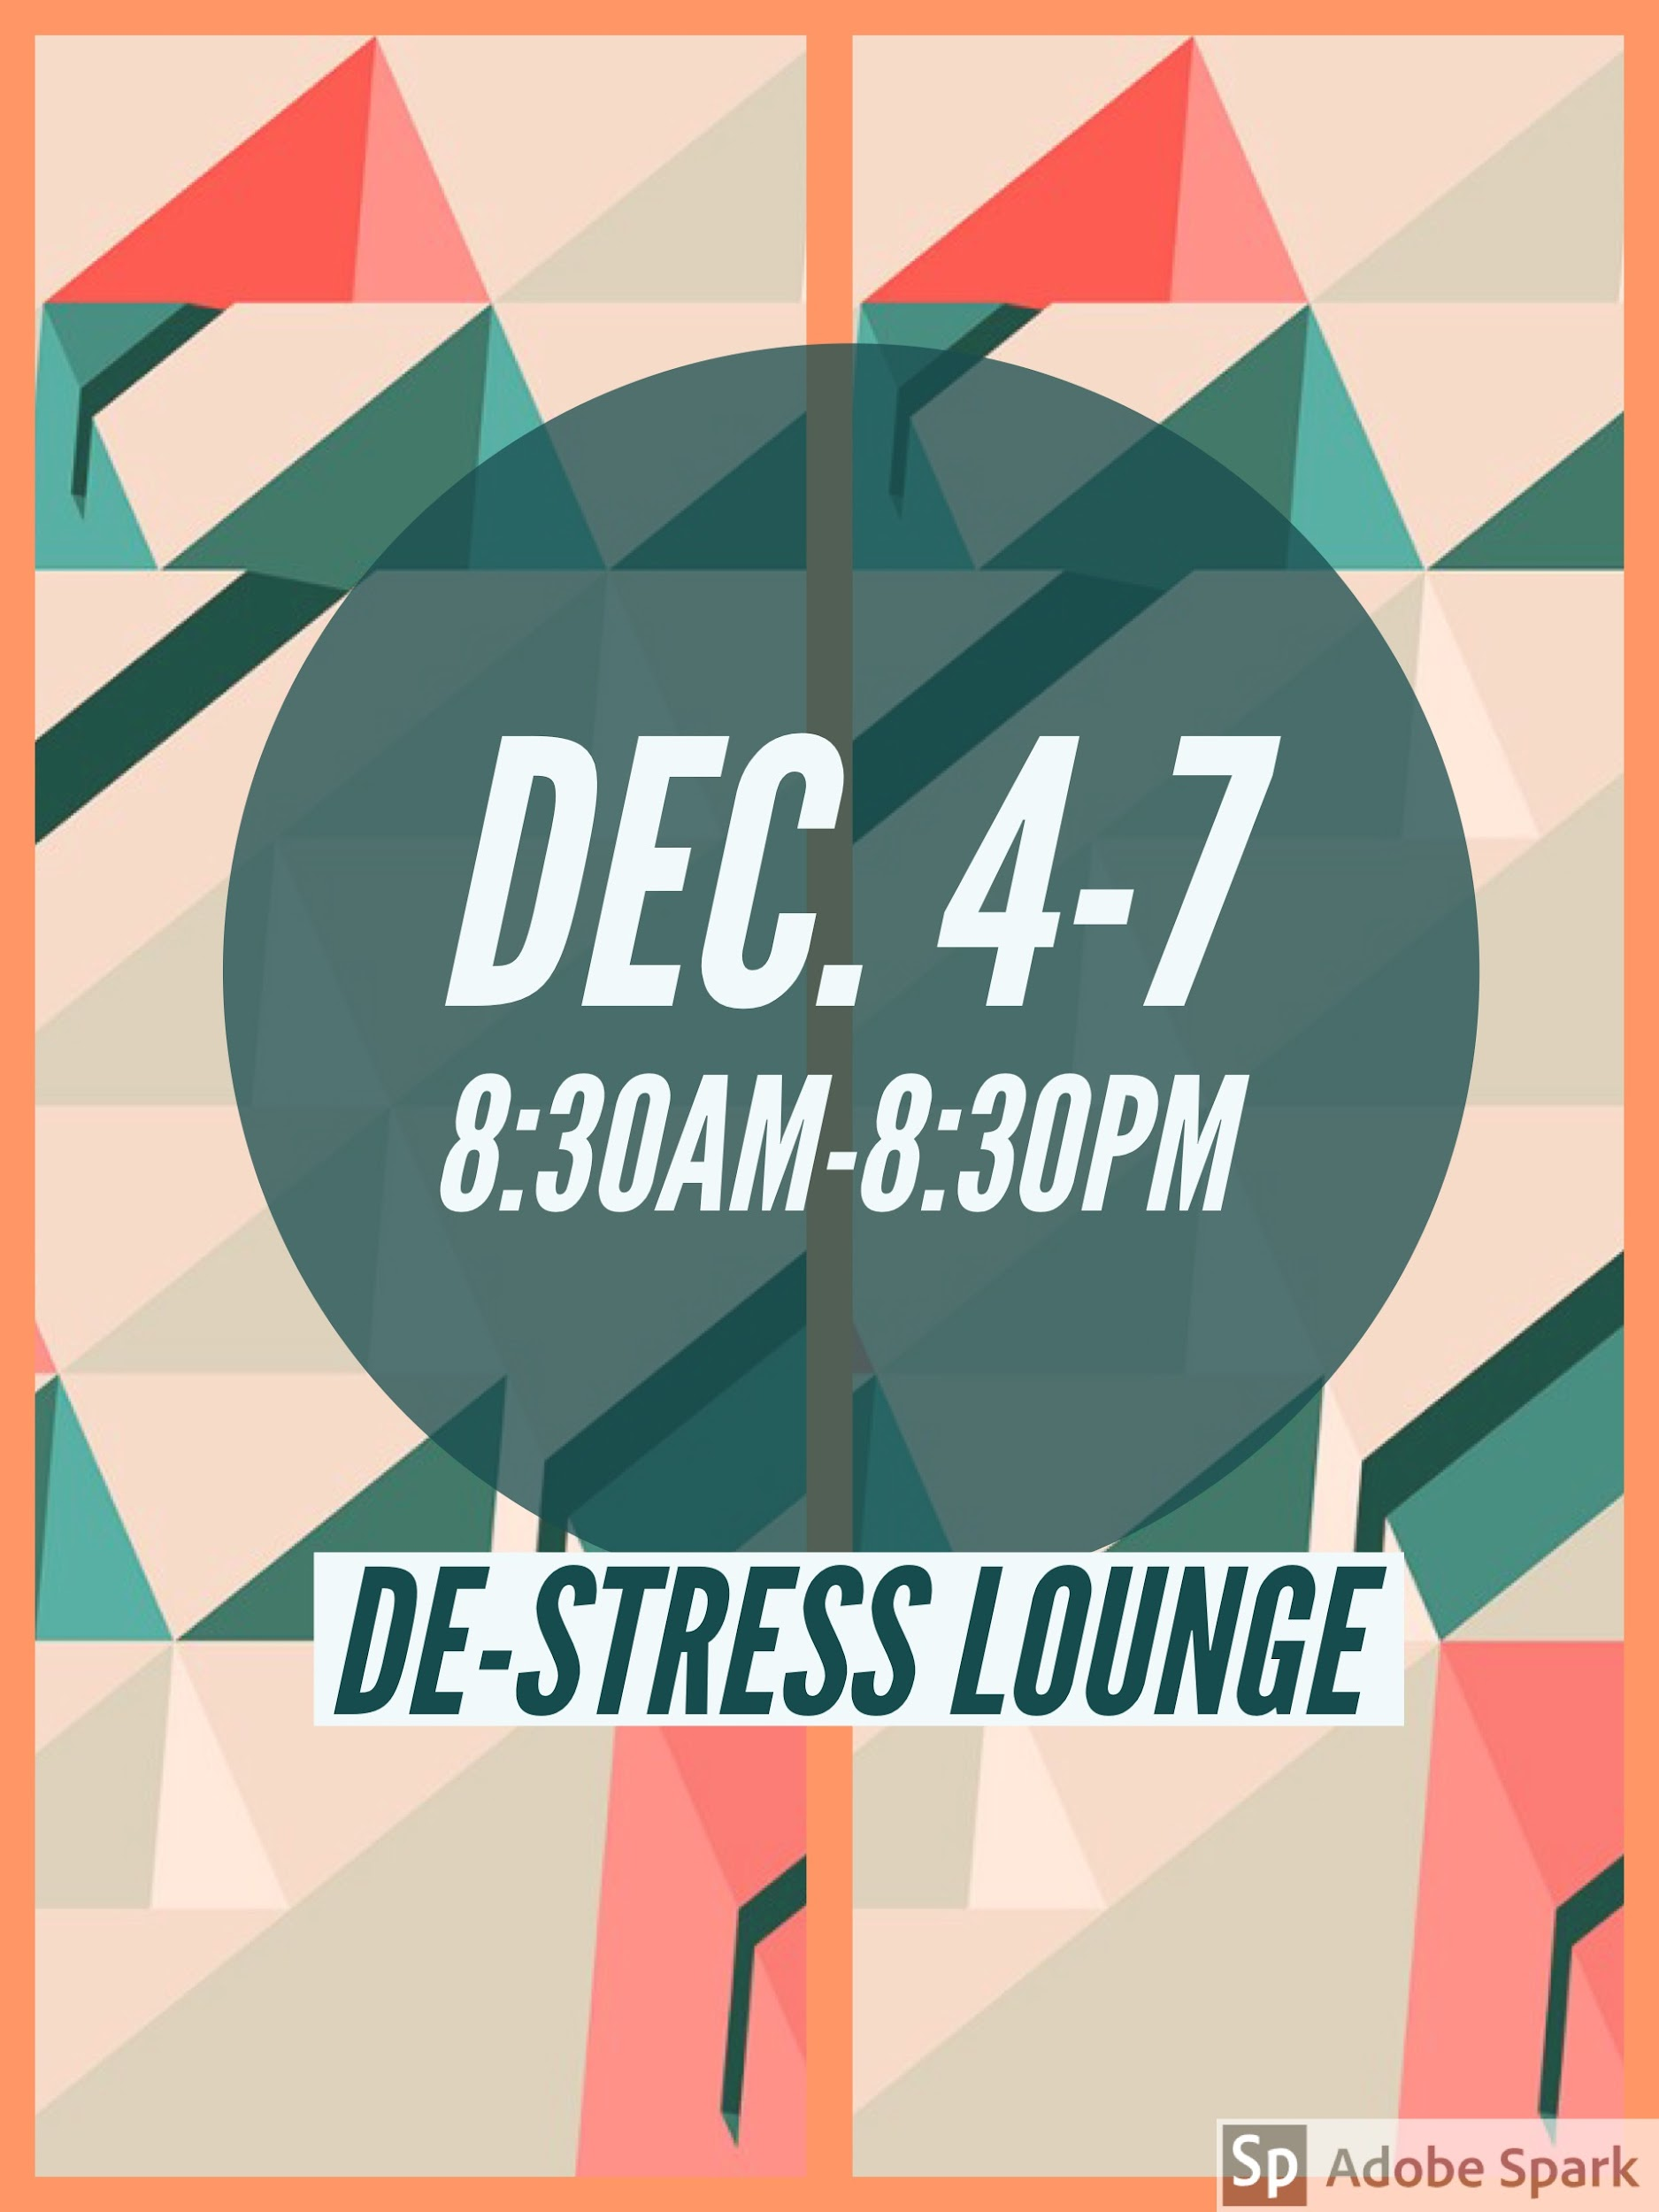 DEC. 4-7
8:30AM-8:30PM
DE-STRESS LOUNGE
Sp Adobe Spark